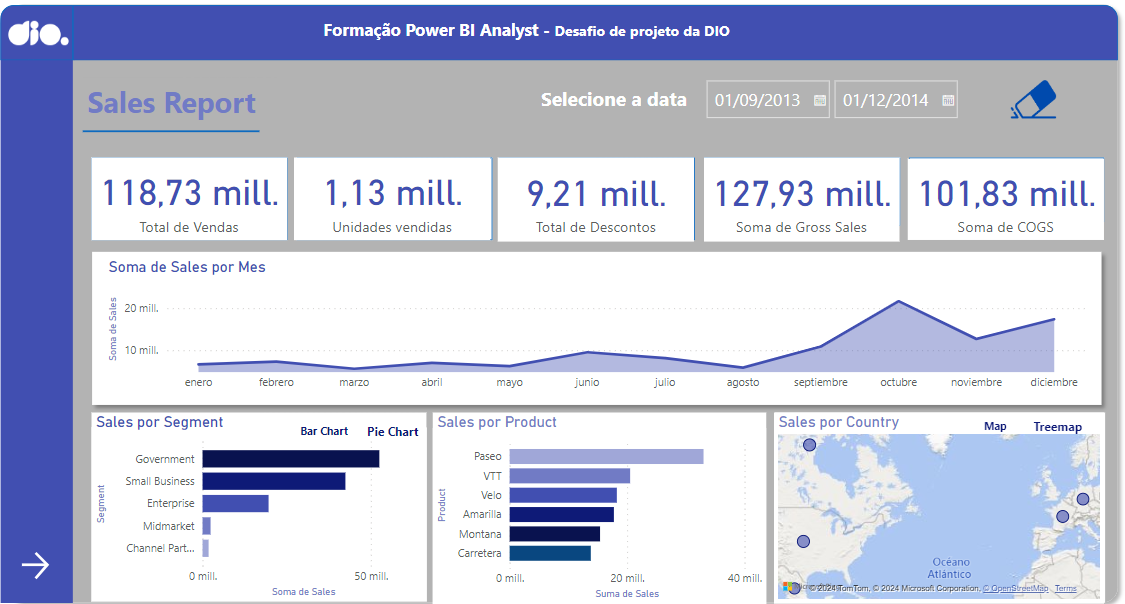 dio.
Formação Power BI Analyst - Desafio de projeto da DIO
Sales Report
Selecione a data
01/09/2013
01/12/2014
118,73 mill.
Total de Vendas
1,13 mill.
Unidades vendidas
9,21 mill.
Total de Descontos
127,93 mill.
Soma de Gross Sales
101,83 mill.
Soma de COGS
Soma de Sales por Mes
Soma de Sales
20 mill.
10 mill.
enero
febrero
marzo
abril
mayo
junio
julio
agosto
septiembre
octubre
noviembre
diciembre
Sales por Segment
Bar Chart
Pie Chart
Segment
Government
Small Business
Enterprise
Midmarket
Channel Part...
0 mill.
50 mill.
Soma de Sales
Sales por Product
Product
Paseo
VTT
Velo
Amarilla
Montana
Carretera
0 mill.
20 mill.
40 mill.
Suma de Sales
Sales por Country
Map
Treemap
Océano
Atlántico
© 2024 TomTom, © 2024 Microsoft Corporation, © OpenStreetMap Terms